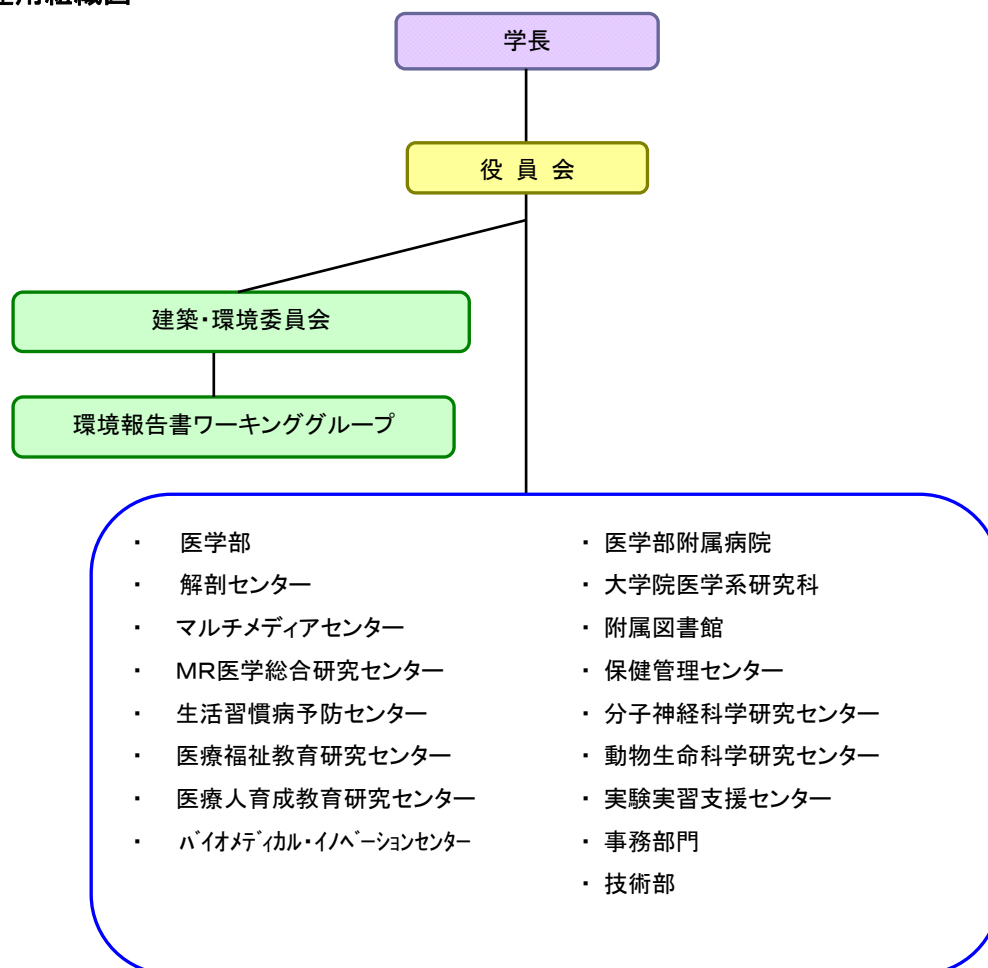 学長
役 員 会
建築・環境委員会
環境報告書ワーキンググループ
・ 医学部
・ 解剖センター
・ マルチメディアセンター
・ MR医学総合研究センター
・ 生活習慣病予防センター
・ 医療福祉教育研究センター
・ 医療人育成教育研究センター
・ バイオメディカル・イノベーションセンター
・ 医学部附属病院
・ 大学院医学系研究科
・ 附属図書館
・ 保健管理センター
・ 分子神経科学研究センター
・ 動物生命科学研究センター
・ 実験実習支援センター
・ 事務部門
・ 技術部